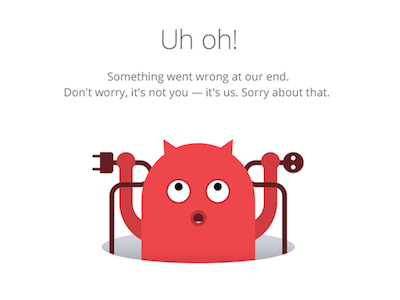 Uh oh!
Something went wrong at our end.
Don't worry, it's not you — it's us. Sorry about that.